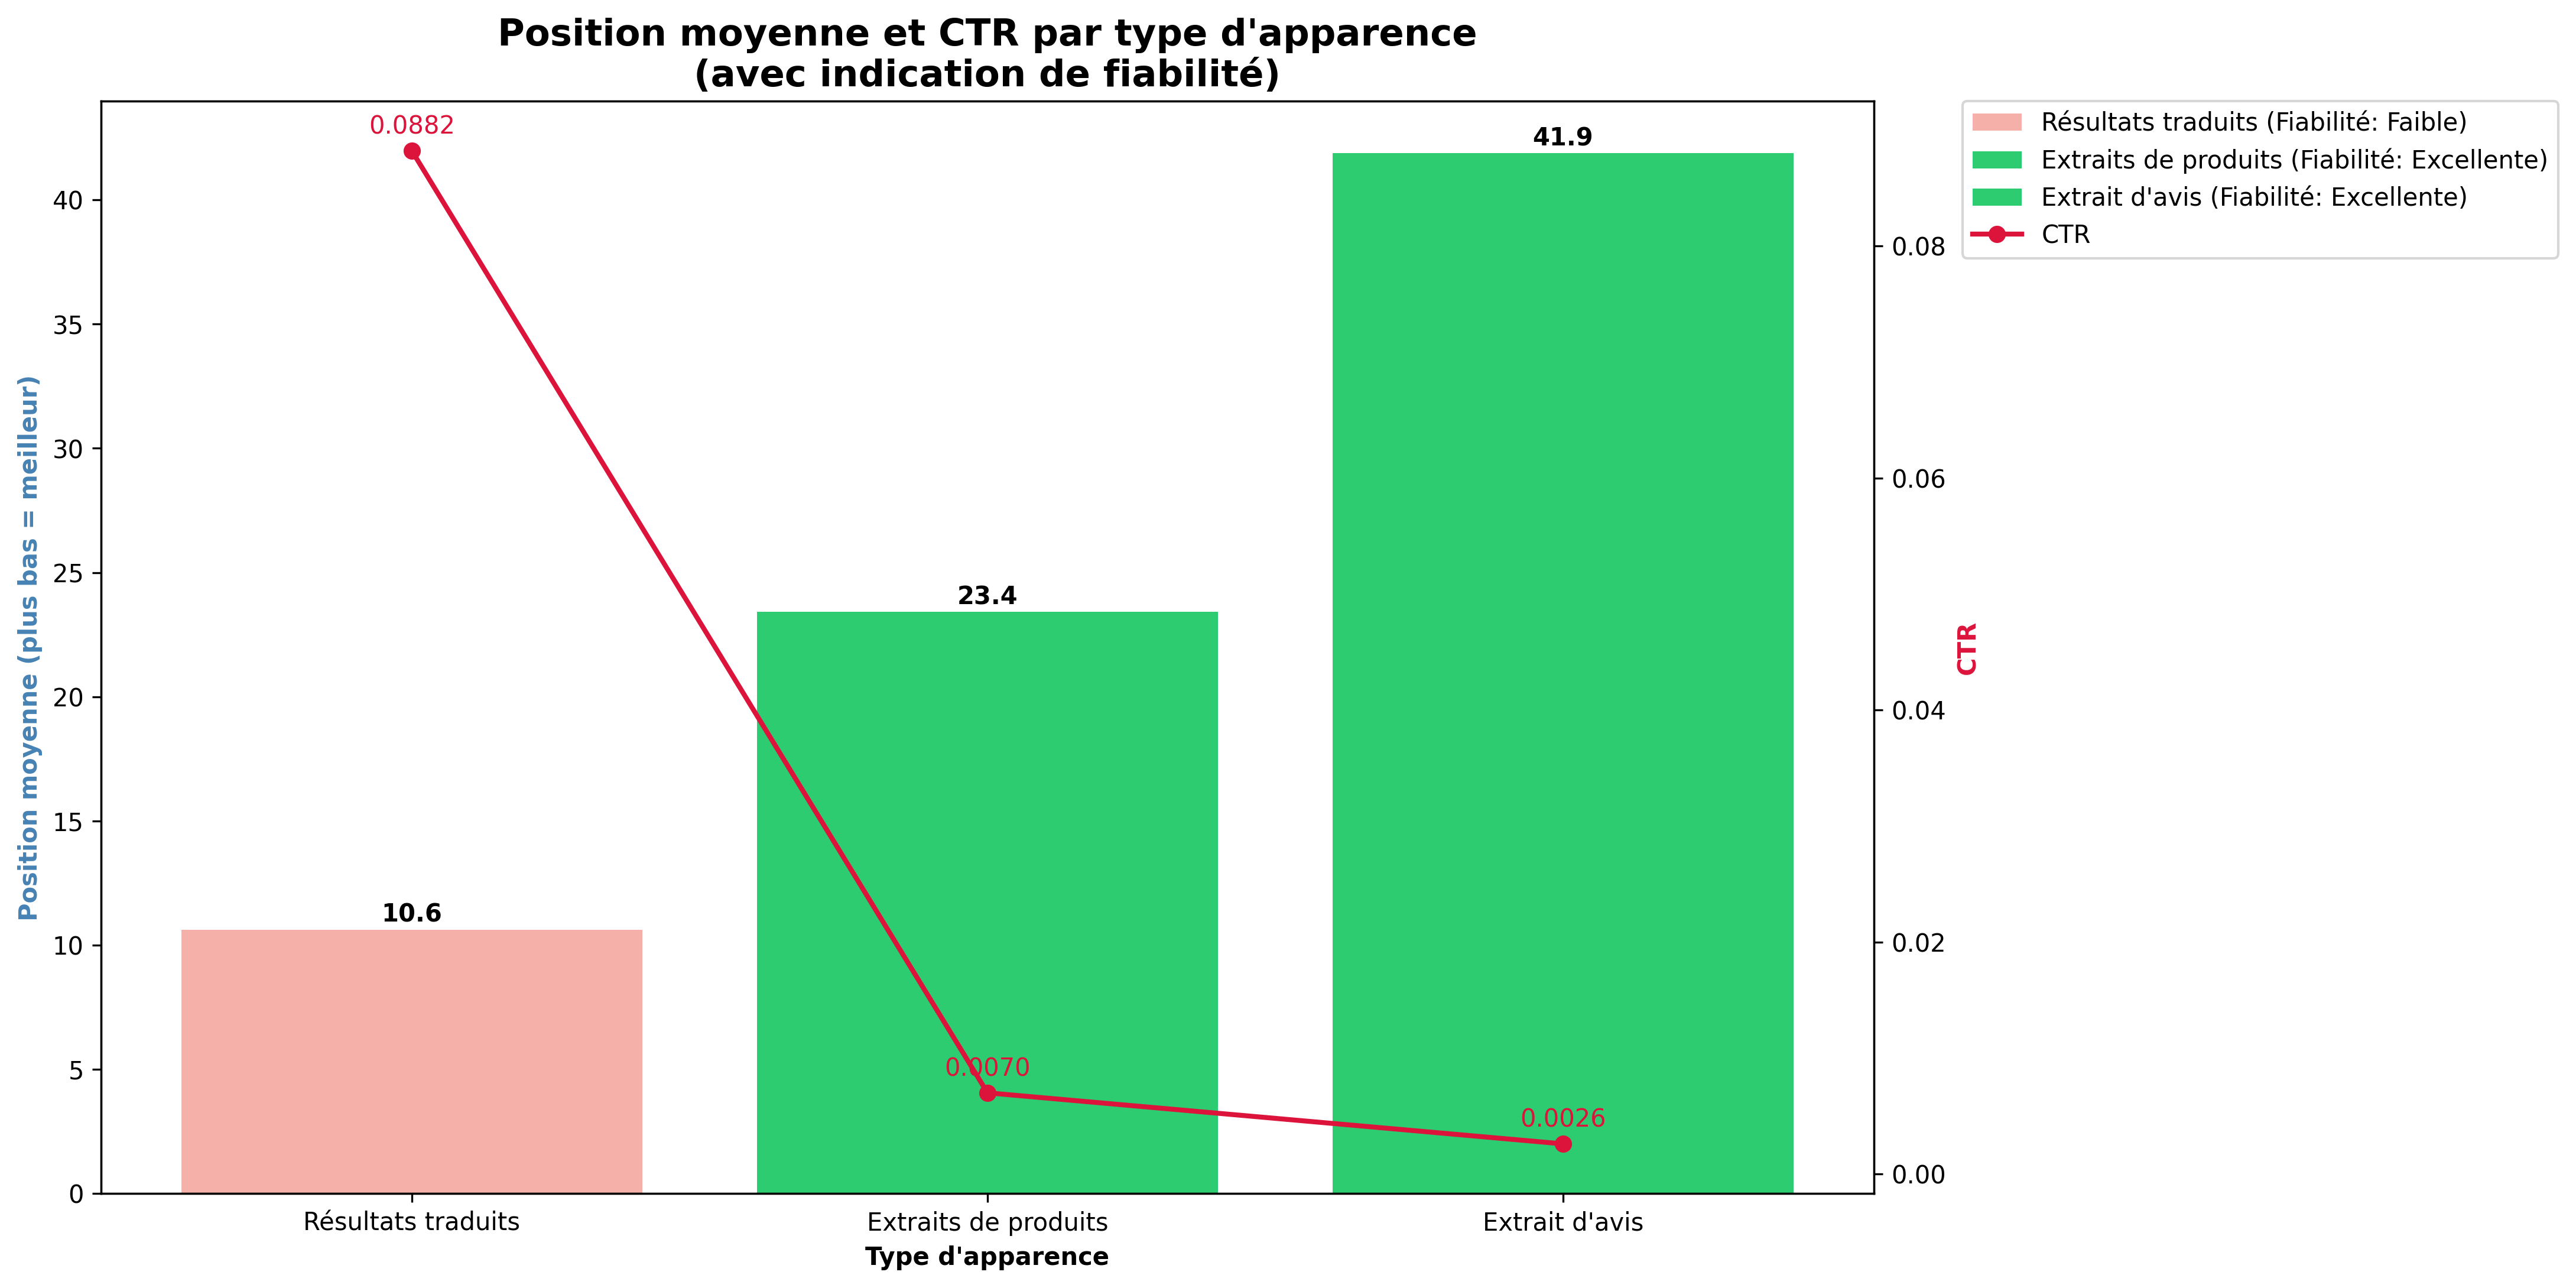 Position moyenne et CTR par type d'apparence
(avec indication de fiabilité)
Résultats traduits (Fiabilité: Faible)
Extraits de produits (Fiabilité: Excellente)
Extrait d'avis (Fiabilité: Excellente)
CTR
Position moyenne (plus bas = meilleur)
40
35
30
25
20
15
10
5
0
0.0882
10.6
23.4
0.0070
41.9
0.0026
0.08
0.06
0.04
0.02
0.00
CTR
Résultats traduits
Extraits de produits
Extrait d'avis
Type d'apparence